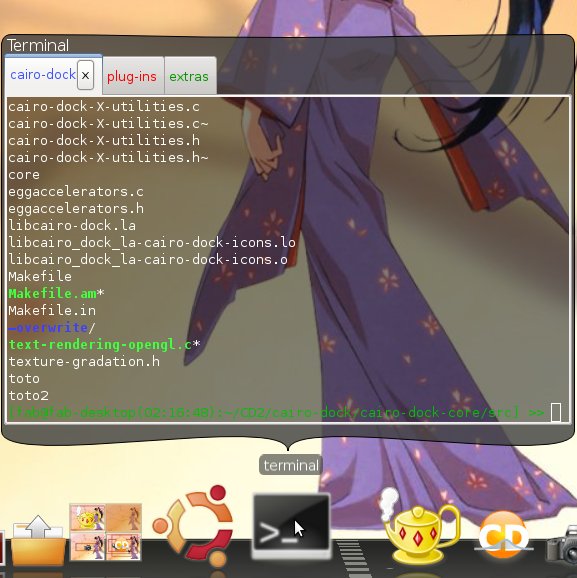 Terminal
cairo-dock x plug-ins extras
cairo-dock-X-utilities.c
cairo-dock-X-utilities.c~
cairo-dock-X-utilities.h
cairo-dock-X-utilities.h~
core
eggaccelerators.c
eggaccelerators.h
libcairo-dock.la
libcairo_dock_la-cairo-dock-icons.lo
libcairo_dock_la-cairo-dock-icons.o
Makefile
Makefile.am*
Makefile.in
—overwrite/
text-rendering-opengl.c*
texture-gradation.h
toto
toto2
[fab@fab-desktop(02:16:48):~/CD2/cairo-dock/cairo-dock-core/src] >>
terminal
>_
CD